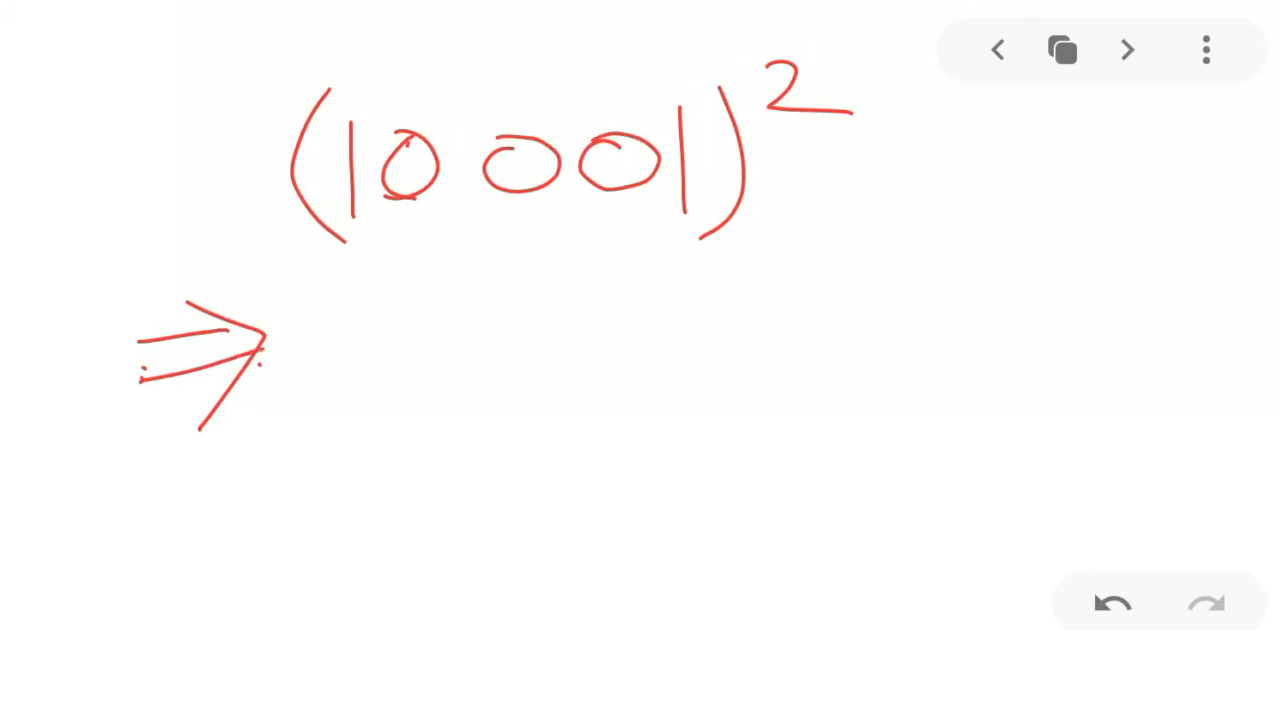 (10001)²
⇒